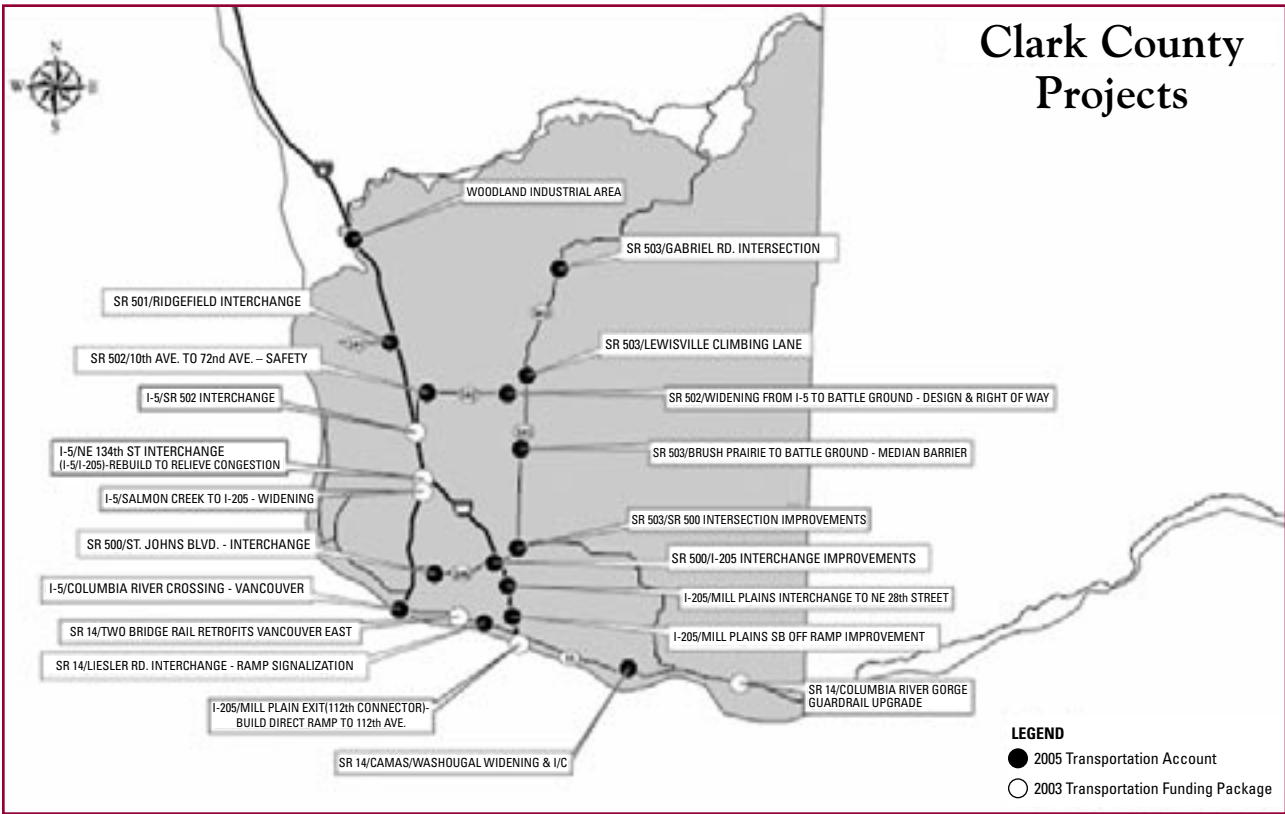 Clark County
Projects
N
W
E
S
WOODLAND INDUSTRIAL AREA
SR 503/GABRIEL RD. INTERSECTION
SR 501/RIDGEFIELD INTERCHANGE
SR 503/LEWISVILLE CLIMBING LANE
SR 502/10th AVE. TO 72nd AVE. – SAFETY
I-5/SR 502 INTERCHANGE
SR 502/WIDENING FROM I-5 TO BATTLE GROUND - DESIGN & RIGHT OF WAY
I-5/NE 134th ST INTERCHANGE
(I-5/I-205)-REBUILD TO RELIEVE CONGESTION
SR 503/BRUSH PRAIRIE TO BATTLE GROUND - MEDIAN BARRIER
I-5/SALMON CREEK TO I-205 - WIDENING
SR 503/SR 500 INTERSECTION IMPROVEMENTS
SR 500/ST. JOHNS BLVD. - INTERCHANGE
SR 500/I-205 INTERCHANGE IMPROVEMENTS
I-5/COLUMBIA RIVER CROSSING - VANCOUVER
I-205/MILL PLAINS INTERCHANGE TO NE 28th STREET
SR 14/TWO BRIDGE RAIL RETROFITS VANCOUVER EAST
I-205/MILL PLAINS SB OFF RAMP IMPROVEMENT
SR 14/LIESLER RD. INTERCHANGE - RAMP SIGNALIZATION
SR 14/COLUMBIA RIVER GORGE
GUARDRAIL UPGRADE
I-205/MILL PLAIN EXIT(112th CONNECTOR)-
BUILD DIRECT RAMP TO 112th AVE.
SR 14/CAMAS/WASHOUGAL WIDENING & I/C
LEGEND
2005 Transportation Account
2003 Transportation Funding Package